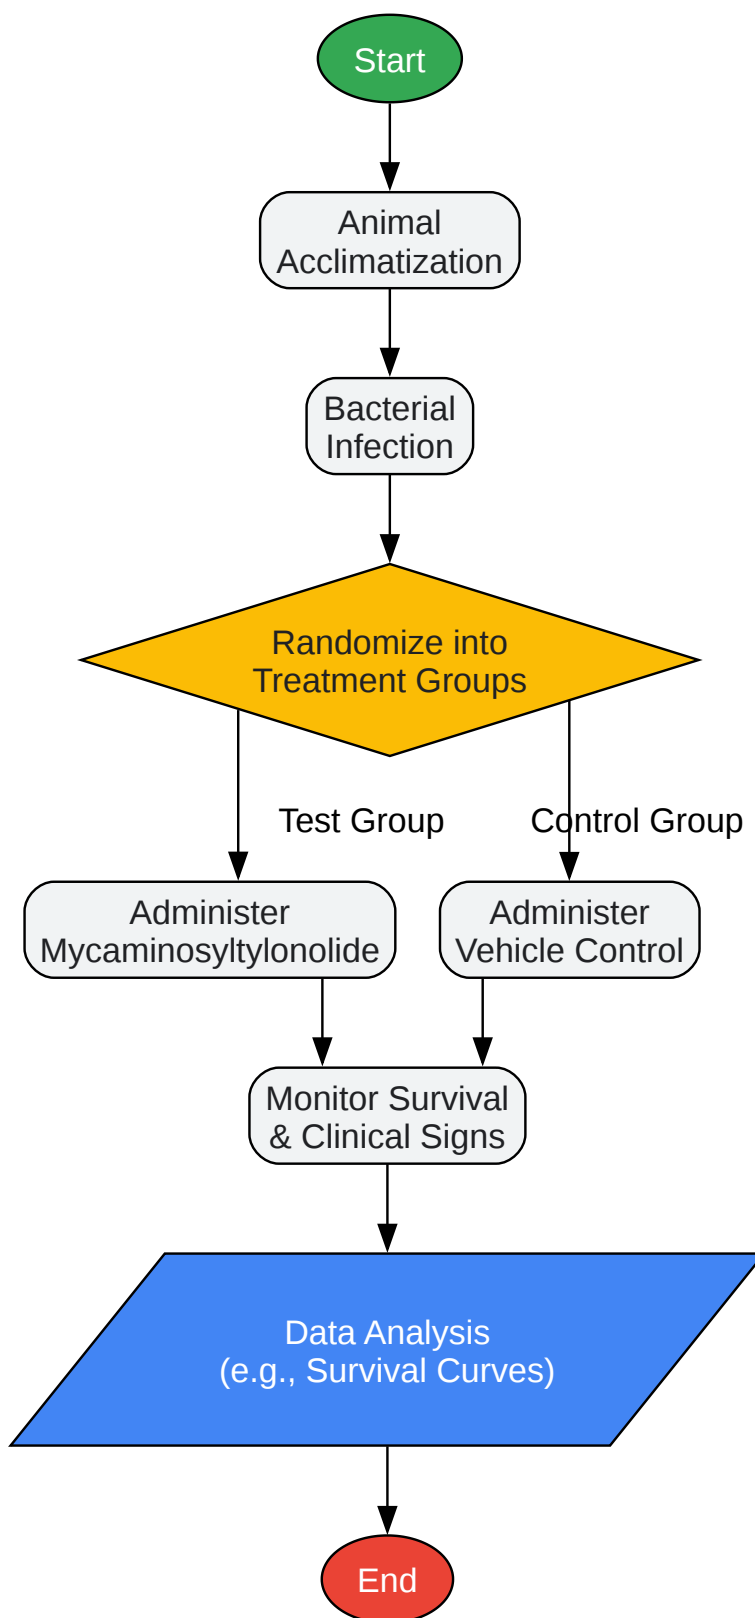 Start
Animal
Acclimatization
Bacterial
Infection
Randomize into
Treatment Groups
Test Group
Control Group
Administer
Mycaminosyltylonolide
Administer
Vehicle Control
Monitor Survival
& Clinical Signs
Data Analysis
(e.g., Survival Curves)
End